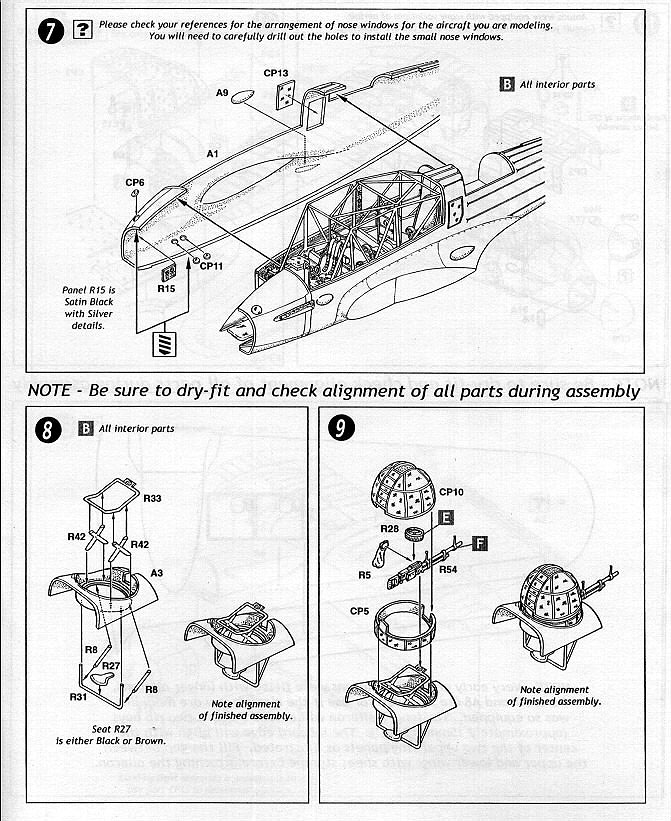 7
?
Please check your references for the arrangement of nose windows for the aircraft you are modeling.
You will need to carefully drill out the holes to install the small nose windows.
CP13
A9
B All interior parts
A1
CP6
CP11
R15
Panel R15 is
Satin Black
with Silver
details.
NOTE - Be sure to dry-fit and check alignment of all parts during assembly
8
B All interior parts
R33
R42
R42
A3
R8
R27
R31
R8
Note alignment
of finished assembly.
Seat R27
is either Black or Brown.
9
CP10
E
R28
F
R5
R54
CP5
Note alignment
of finished assembly.